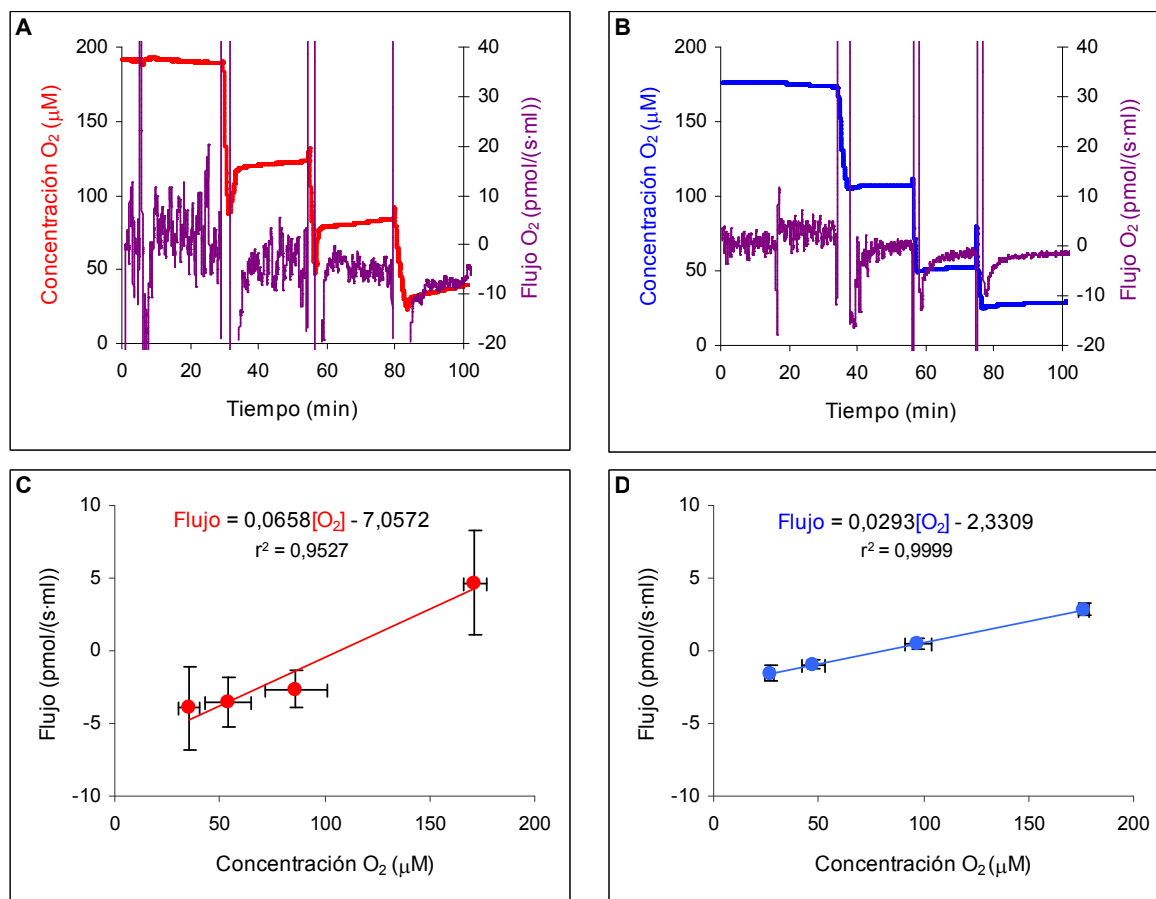 A
200
150
100
50
0
Concentración O₂ (μM)
40
30
20
10
0
-10
-20
Flujo O₂ (pmol/(s·ml))
0 20 40 60 80 100
Tiempo (min)
B
200
150
100
50
0
Concentración O₂ (μM)
40
30
20
10
0
-10
-20
Flujo O₂ (pmol/(s·ml))
0 20 40 60 80 100
Tiempo (min)
C
Flujo = 0,0658[O₂] - 7,0572
r² = 0,9527
10
5
0
-5
-10
Flujo (pmol/(s·ml))
0 50 100 150 200
Concentración O₂ (μM)
D
Flujo = 0,0293[O₂] - 2,3309
r² = 0,9999
10
5
0
-5
-10
Flujo (pmol/(s·ml))
0 50 100 150 200
Concentración O₂ (μM)